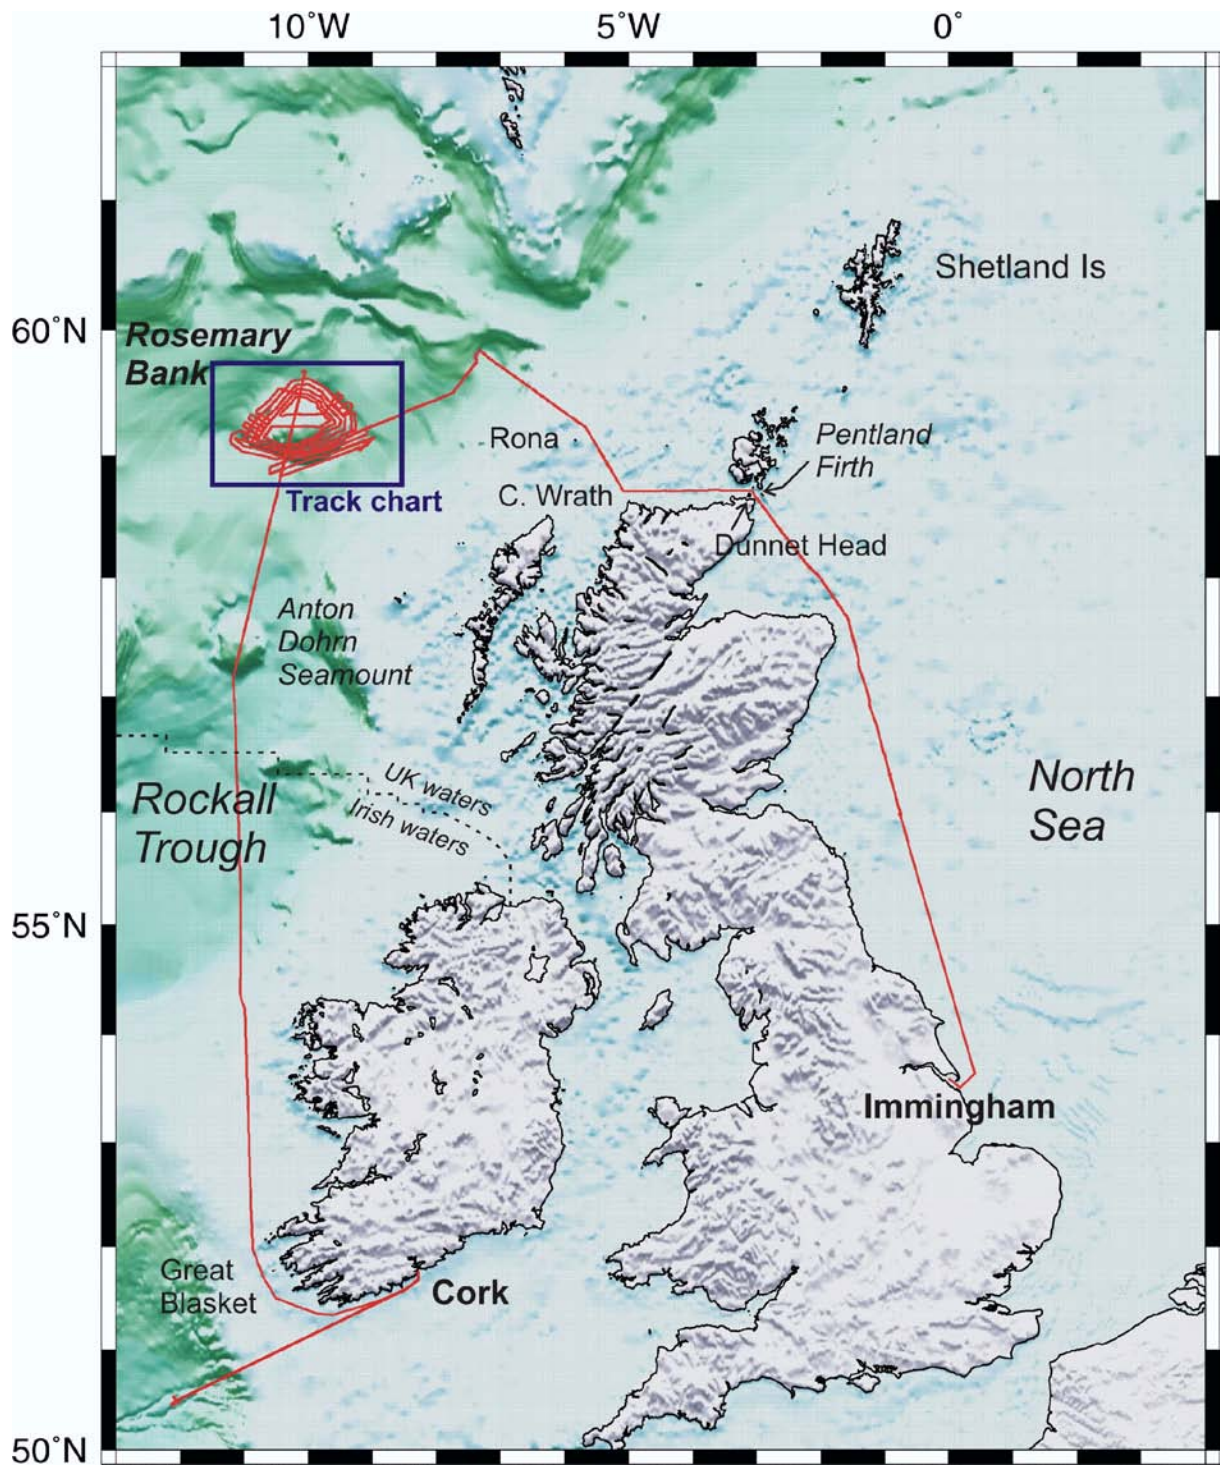 10°W 5°W 0°
Shetland Is
60°N
Rosemary
Bank
Pentland
Firth
Rona
C. Wrath
Track chart
Dunnet Head
Anton
Dohrn
Seamount
UK waters
Irish waters
Rockall
Trough
North
Sea
55°N
Immingham
Great
Blasket
Cork
50°N